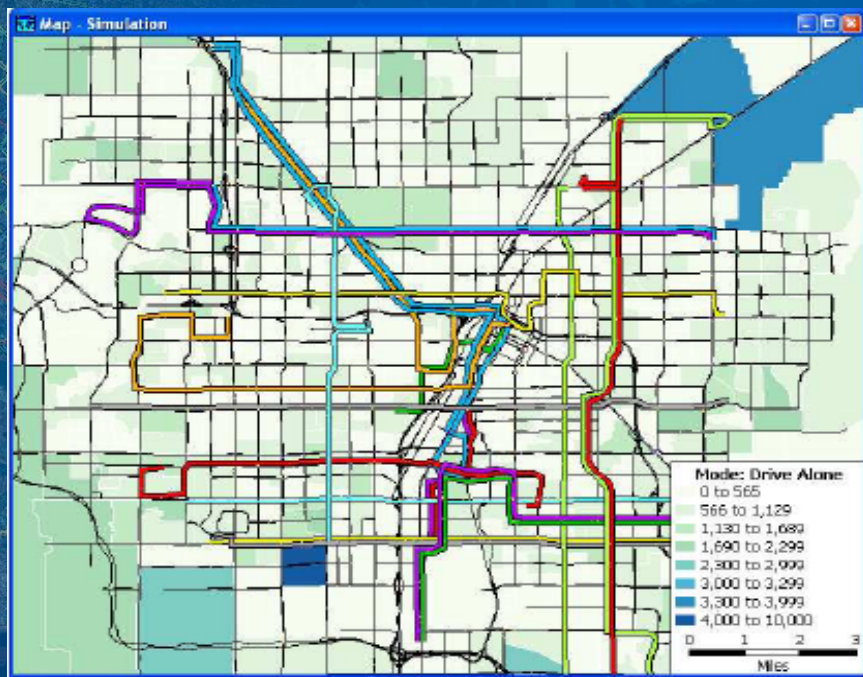 Map - Simulation
Mode: Drive Alone
0 to 565
566 to 1,129
1,130 to 1,689
1,690 to 2,299
2,300 to 2,999
3,000 to 3,299
3,300 to 3,999
4,000 to 10,000
0 1 2 3
Miles